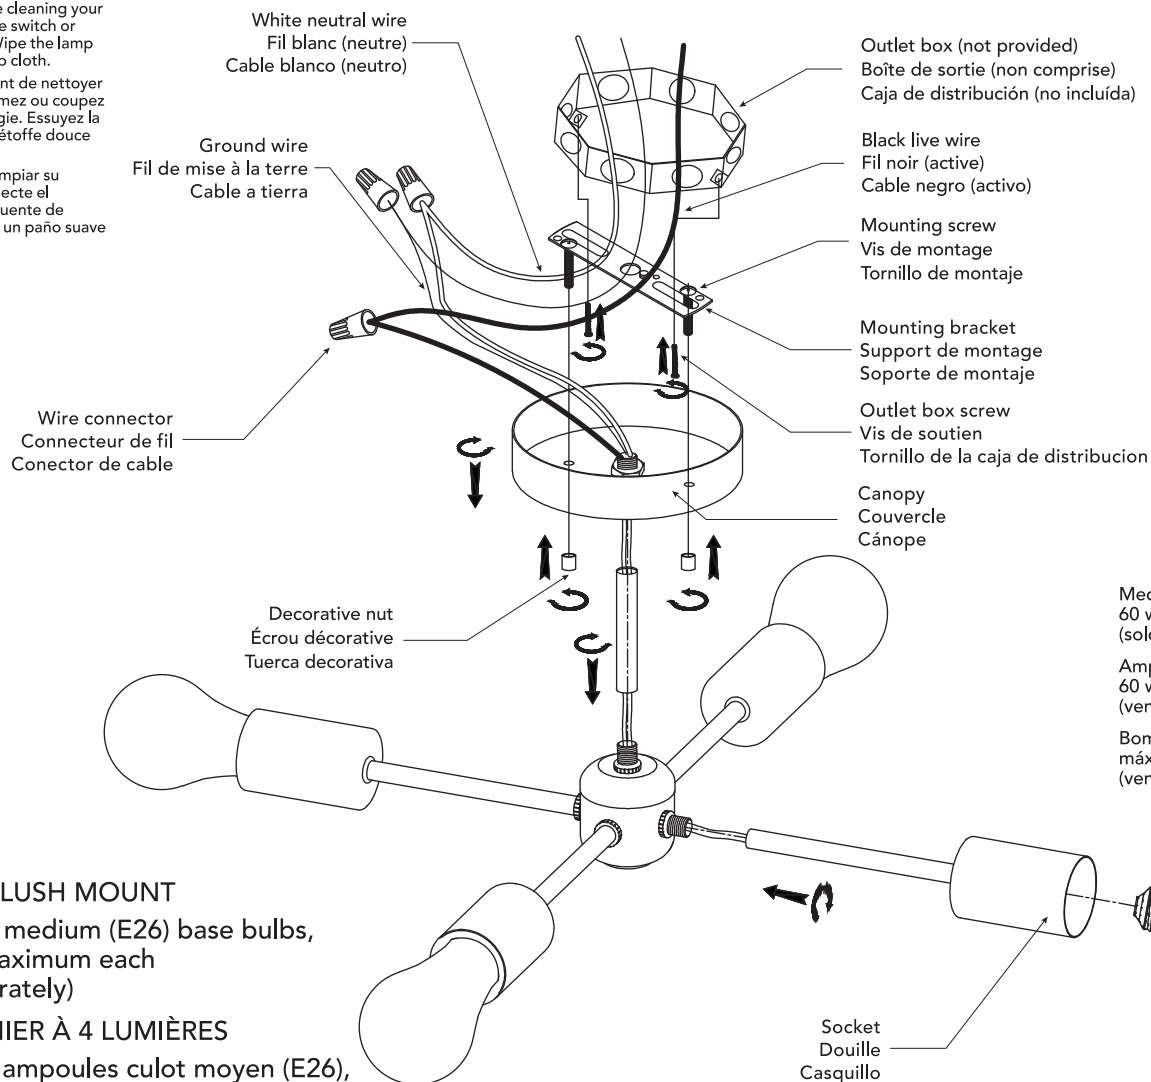 e cleaning your
e switch or
Wipe the lamp
p cloth.
nt de nettoyer
mez ou coupez
gie. Essuyez la
étoffe douce
mpiar su
ecte el
uente de
un paño suave
White neutral wire
Fil blanc (neutre)
Cable blanco (neutro)
Ground wire
Fil de mise à la terre
Cable a tierra
Wire connector
Connecteur de fil
Conector de cable
Decorative nut
Écrou décorative
Tuerca decorativa
Outlet box (not provided)
Boîte de sortie (non comprise)
Caja de distribución (no incluída)
Black live wire
Fil noir (active)
Cable negro (activo)
Mounting screw
Vis de montage
Tornillo de montaje
Mounting bracket
Support de montage
Soporte de montaje
Outlet box screw
Vis de soutien
Tornillo de la caja de distribucion
Canopy
Couvercle
Cánope
Med
60 w
(solo
Amp
60 w
(ven
Bom
máx
(ven
LUSH MOUNT
medium (E26) base bulbs,
aximum each
rately)
NIER À 4 LUMIÈRES
ampoules culot moyen (E26),
Socket
Douille
Casquillo